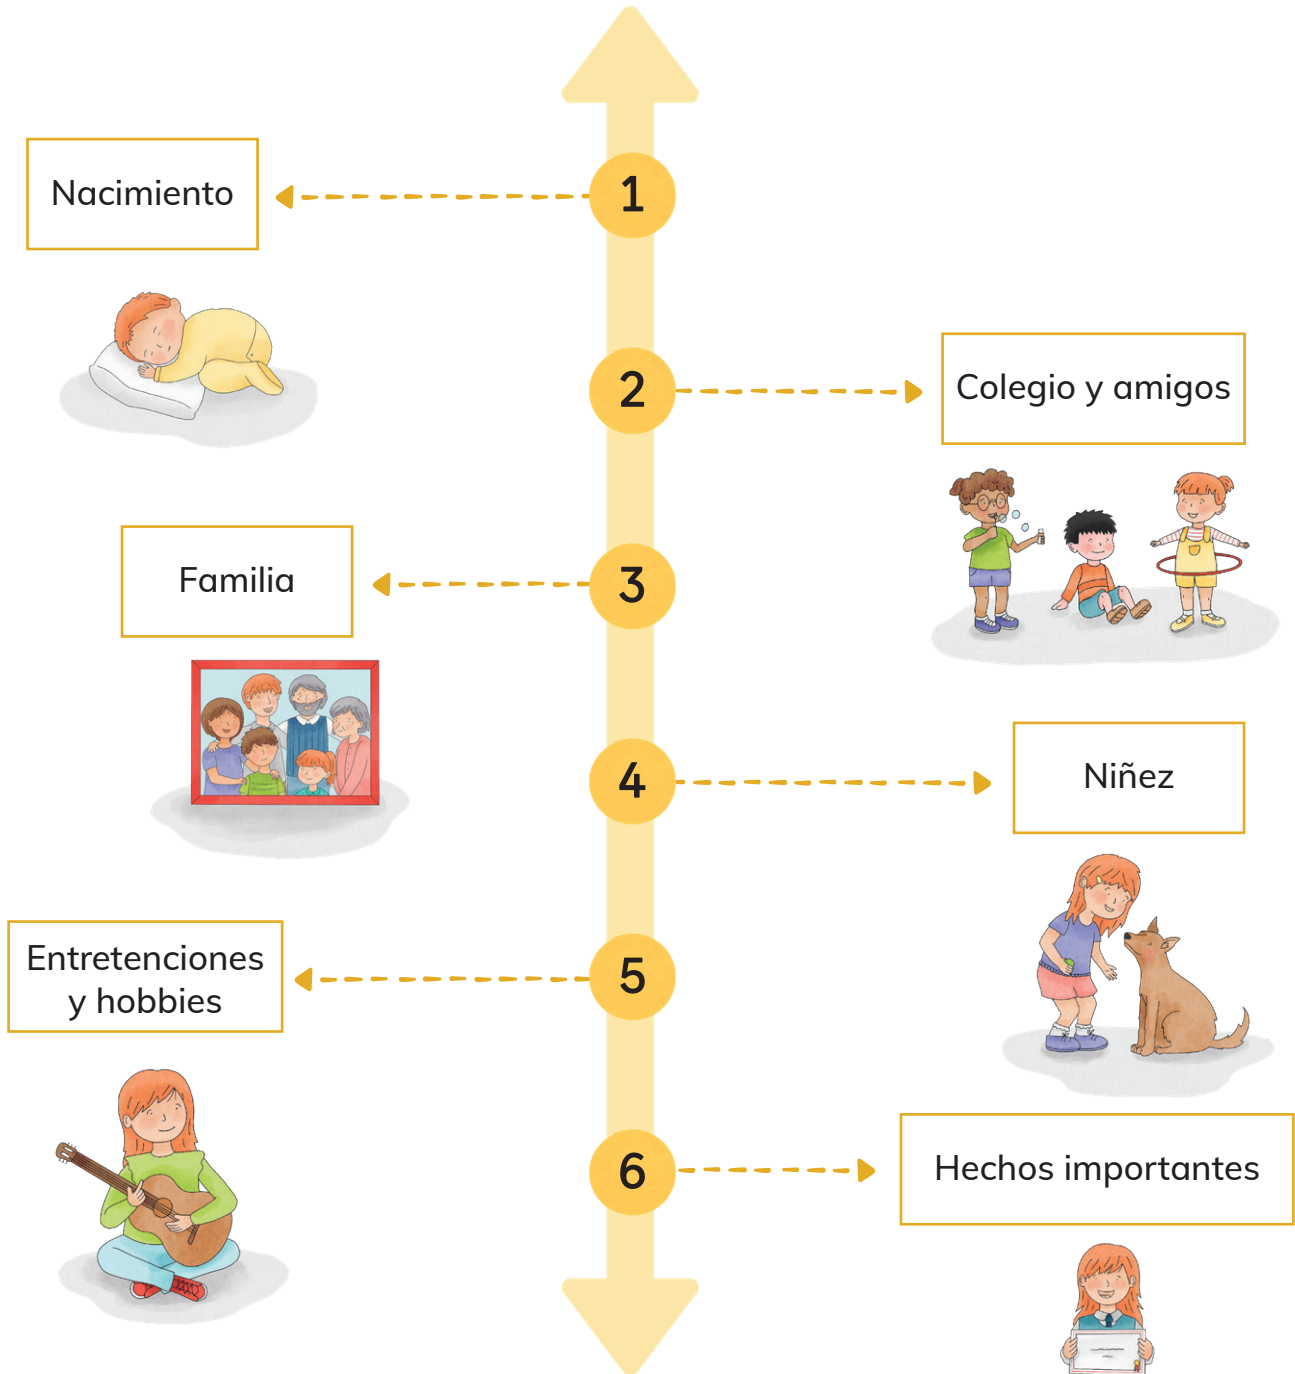 1
Nacimiento
2
Colegio y amigos
3
Familia
4
Niñez
5
Entretenciones
y hobbies
6
Hechos importantes